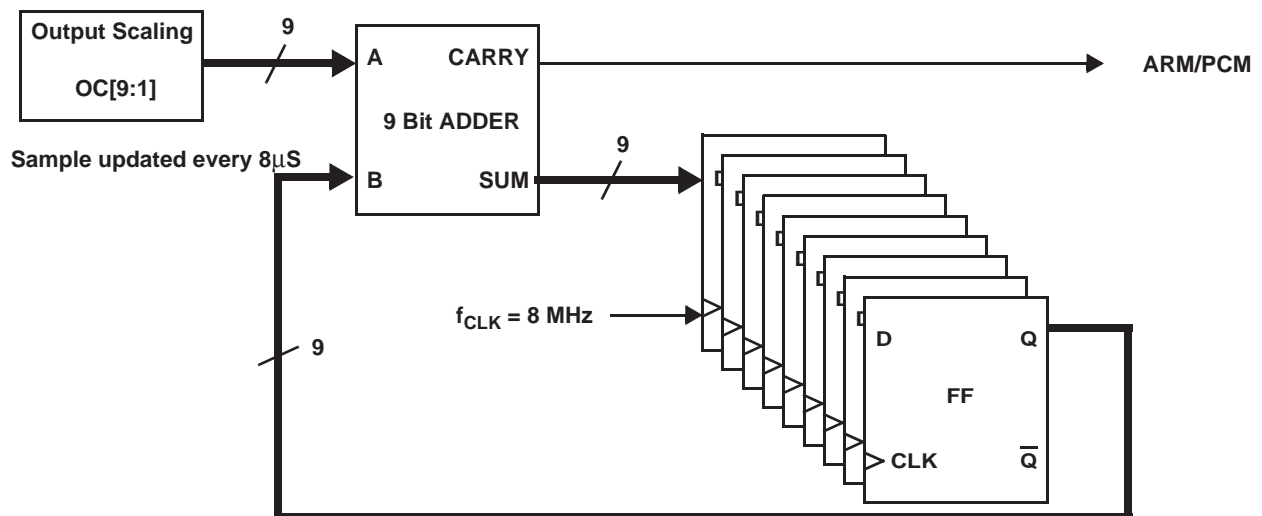 Output Scaling
OC[9:1]
9
A
CARRY
ARM/PCM
9 Bit ADDER
Sample updated every 8μS
B
SUM
9
D
D
D
D
D
D
D
D
fCLK = 8 MHz
9
D
Q
FF
CLK
Q̅